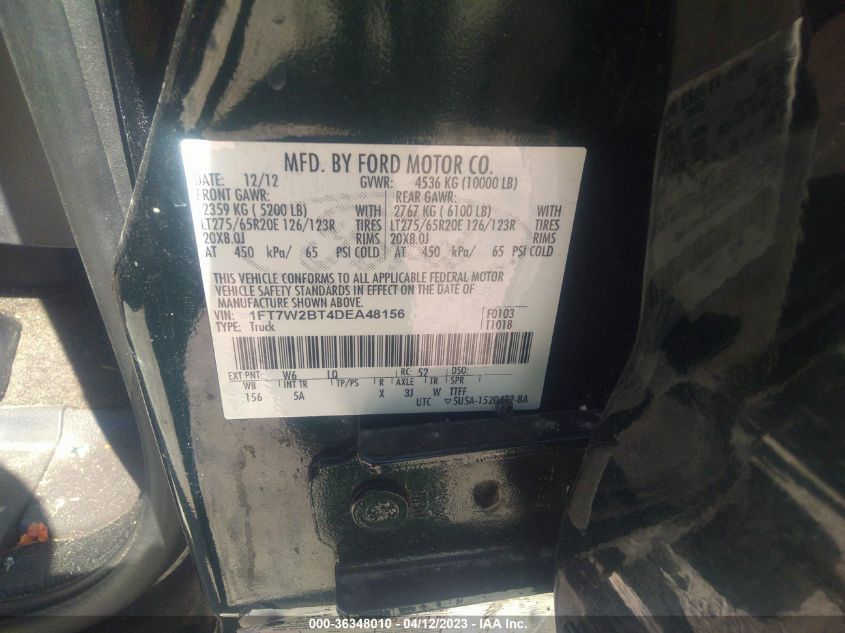 MFD. BY FORD MOTOR CO.
DATE: 12/12 GVWR: 4536 KG (10000 LB)
FRONT GAWR: REAR GAWR:
2359 KG ( 5200 LB) WITH 2767 KG ( 6100 LB) WITH
LT275/65R20E 126/123R TIRES LT275/65R20E 126/123R TIRES
20X8.0J RIMS 20X8.0J RIMS
AT 450 kPa/ 65 PSI COLD AT 450 kPa/ 65 PSI COLD
THIS VEHICLE CONFORMS TO ALL APPLICABLE FEDERAL MOTOR
VEHICLE SAFETY STANDARDS IN EFFECT ON THE DATE OF
MANUFACTURE SHOWN ABOVE.
VIN: 1FT7W2BT4DEA48156 F0103
TYPE: Truck T1018
EXT PNT: W6 RC: 52 DSO:
WB INT TR TP/PS R AXLE TR SPR
156 5A X 3J W TTFF
UTC
000-36348010 - 04/12/2023 - IAA Inc.